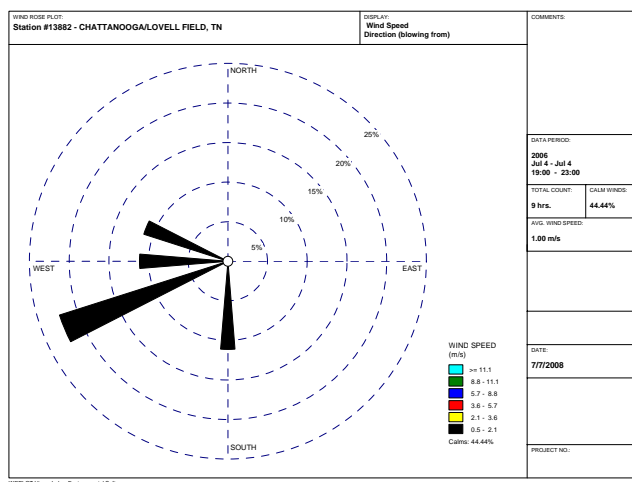 WIND ROSE PLOT:
Station #13882 - CHATTANOOGA/LOVELL FIELD, TN
DISPLAY:
Wind Speed
Direction (blowing from)
COMMENTS:
NORTH
25%
20%
15%
10%
5%
WEST
EAST
SOUTH
WIND SPEED
(m/s)
>= 11.1
8.8 - 11.1
5.7 - 8.8
3.6 - 5.7
2.1 - 3.6
0.5 - 2.1
Calms: 44.44%
DATA PERIOD:
2006
Jul 4 - Jul 4
19:00 - 23:00
TOTAL COUNT:
9 hrs.
CALM WINDS:
44.44%
AVG. WIND SPEED:
1.00 m/s
DATE:
7/7/2008
PROJECT NO.: